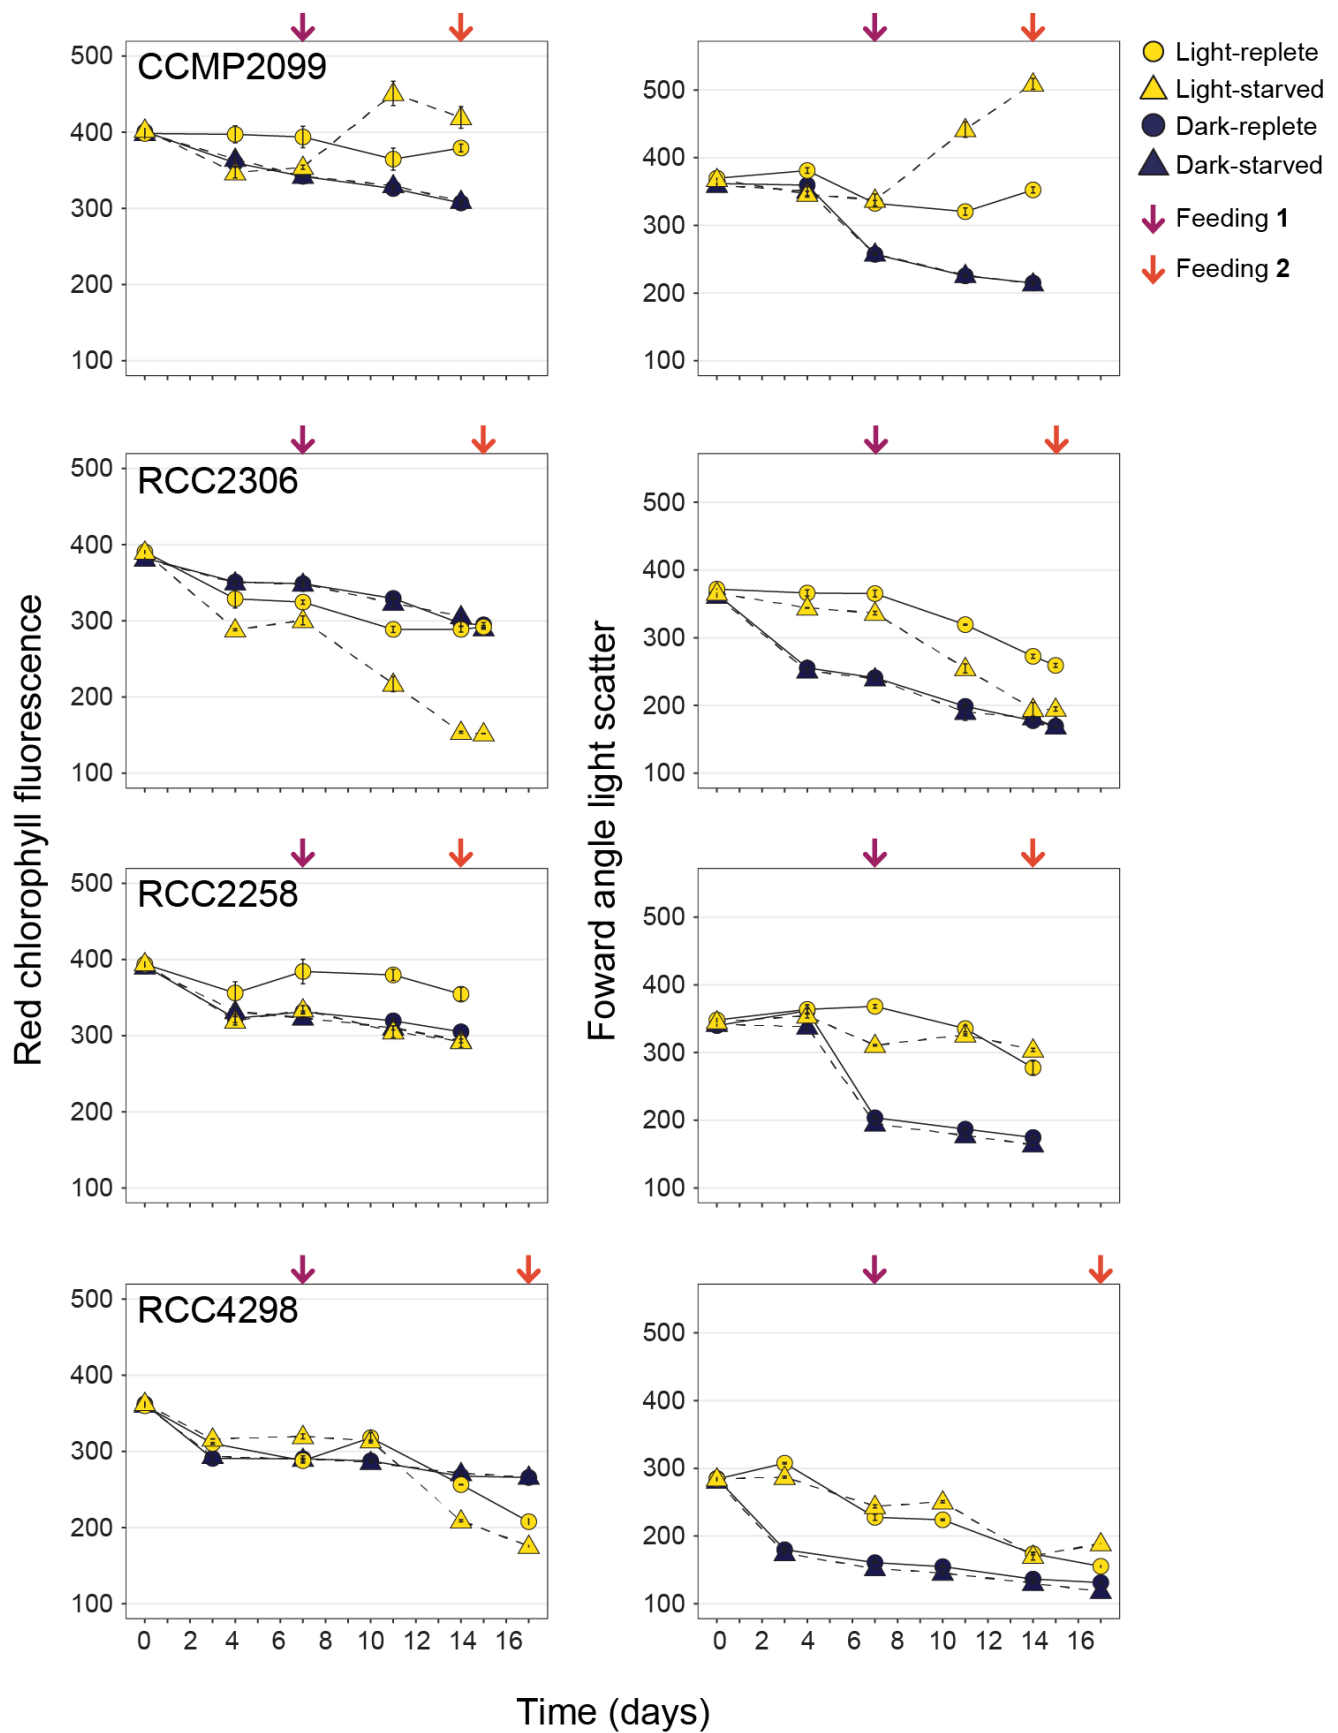 CCMP2099
500
400
300
200
100
500
400
300
200
100
Light-replete
Light-starved
Dark-replete
Dark-starved
Feeding 1
Feeding 2
RCC2306
500
400
300
200
100
500
400
300
200
100
Red chlorophyll fluorescence
Foward angle light scatter
RCC2258
500
400
300
200
100
500
400
300
200
100
RCC4298
500
400
300
200
100
0 2 4 6 8 10 12 14 16
500
400
300
200
100
0 2 4 6 8 10 12 14 16
Time (days)